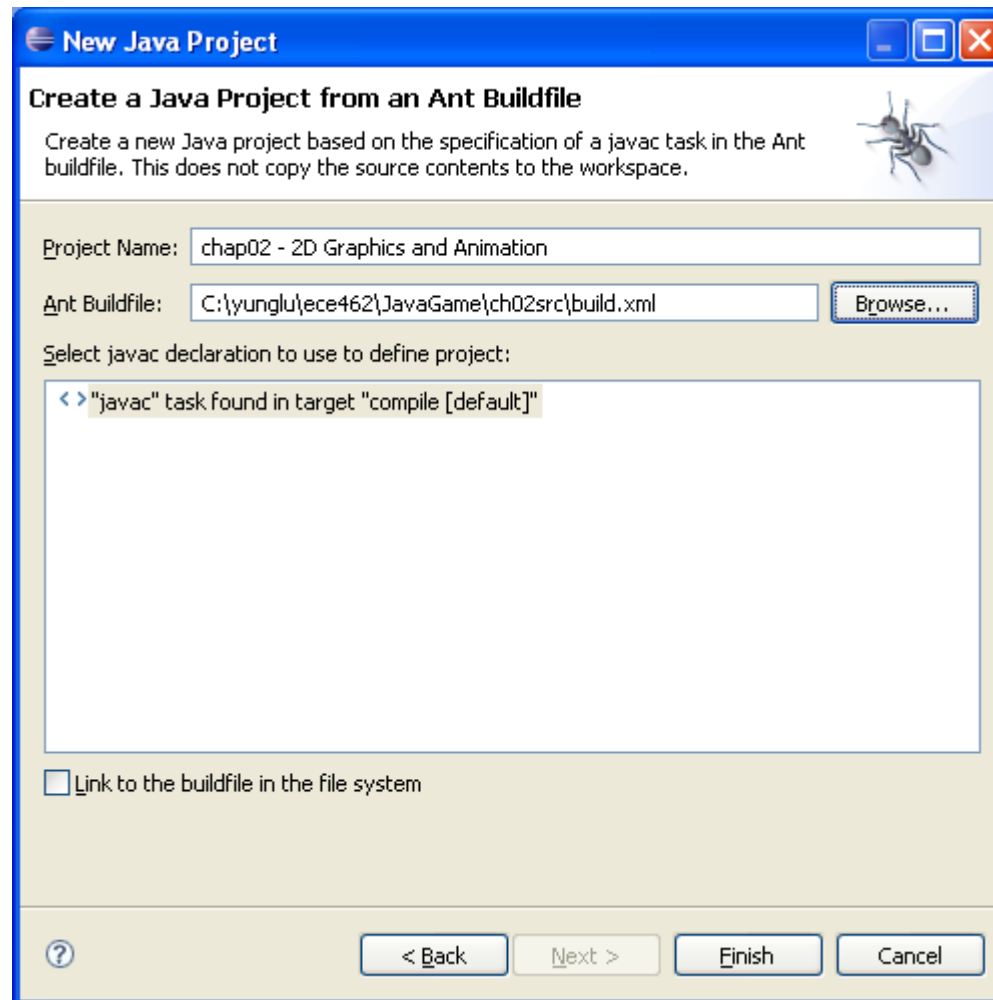 New Java Project
Create a Java Project from an Ant Buildfile
Create a new Java project based on the specification of a javac task in the Ant
buildfile. This does not copy the source contents to the workspace.
Project Name: chap02 - 2D Graphics and Animation
Ant Buildfile: C:\yunglu\ece462\JavaGame\ch02src\build.xml Browse...
Select javac declaration to use to define project:
"javac" task found in target "compile [default]"
Link to the buildfile in the file system
? < Back Next > Finish Cancel